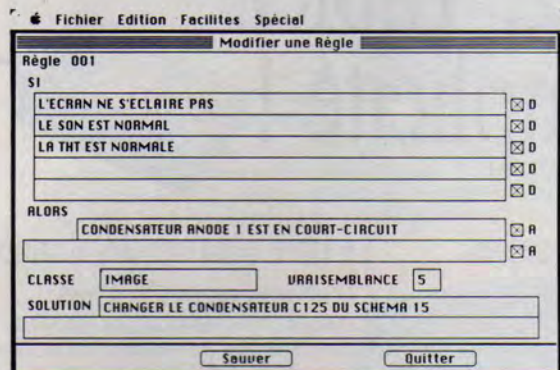 Fichier Edition Facilites Spécial
Modifier une Règle
Règle 001
SI
L'ECRAN NE S'ECLAIRE PAS D
LE SON EST NORMAL D
LA THT EST NORMALE D
D
D
ALORS
CONDENSATEUR ANODE 1 EST EN COURT-CIRCUIT A
A
CLASSE IMAGE VRAISEMBLANCE 5
SOLUTION CHANGER LE CONDENSATEUR C125 DU SCHEMA 15
Sauver Quitter